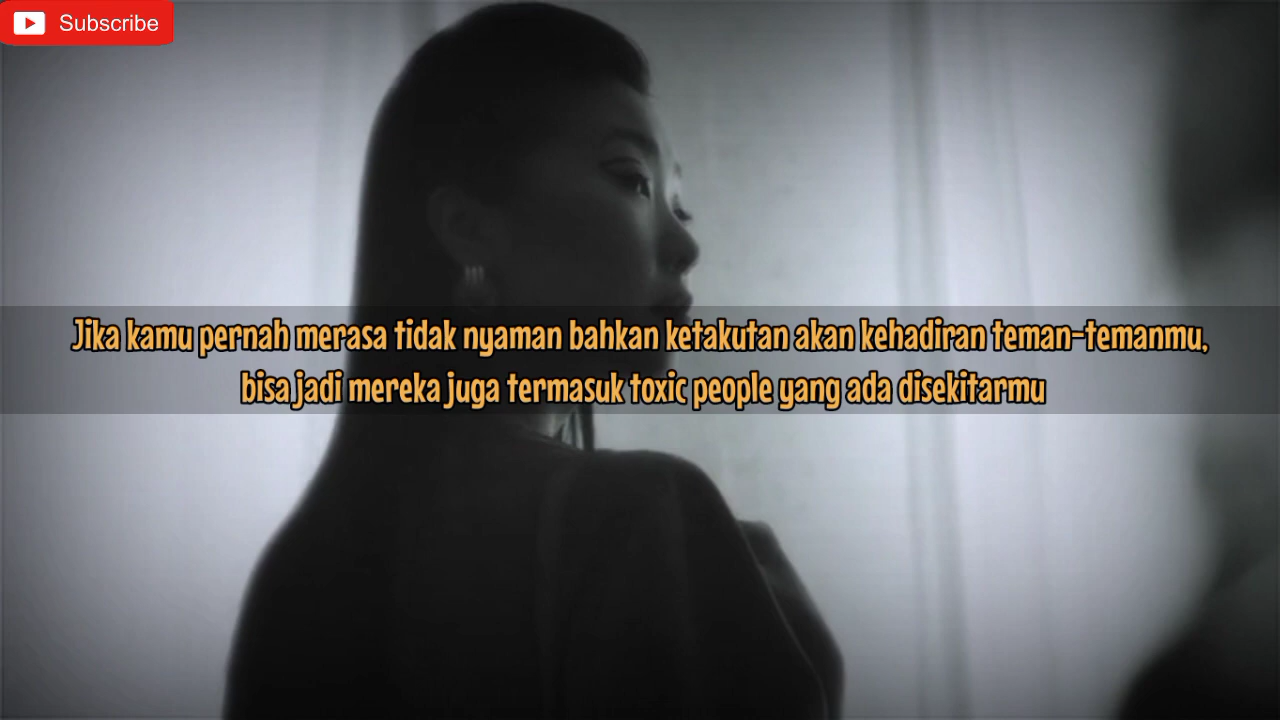 Subscribe
Jika kamu pernah merasa tidak nyaman bahkan ketakutan akan kehadiran teman-temanmu,
bisa jadi mereka juga termasuk toxic people yang ada disekitarmu